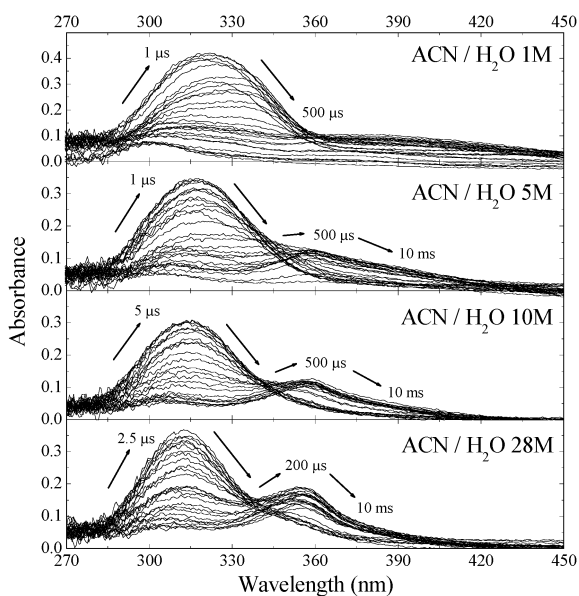 270 300 330 360 390 420 450
ACN / H2O 1M
1 μs
500 μs
0.4
0.3
0.2
0.1
0.0
ACN / H2O 5M
1 μs
500 μs
10 ms
0.3
0.2
0.1
0.0
ACN / H2O 10M
5 μs
500 μs
10 ms
0.3
0.2
0.1
0.0
ACN / H2O 28M
2.5 μs
200 μs
10 ms
0.3
0.2
0.1
0.0
270 300 330 360 390 420 450
Absorbance
Wavelength (nm)